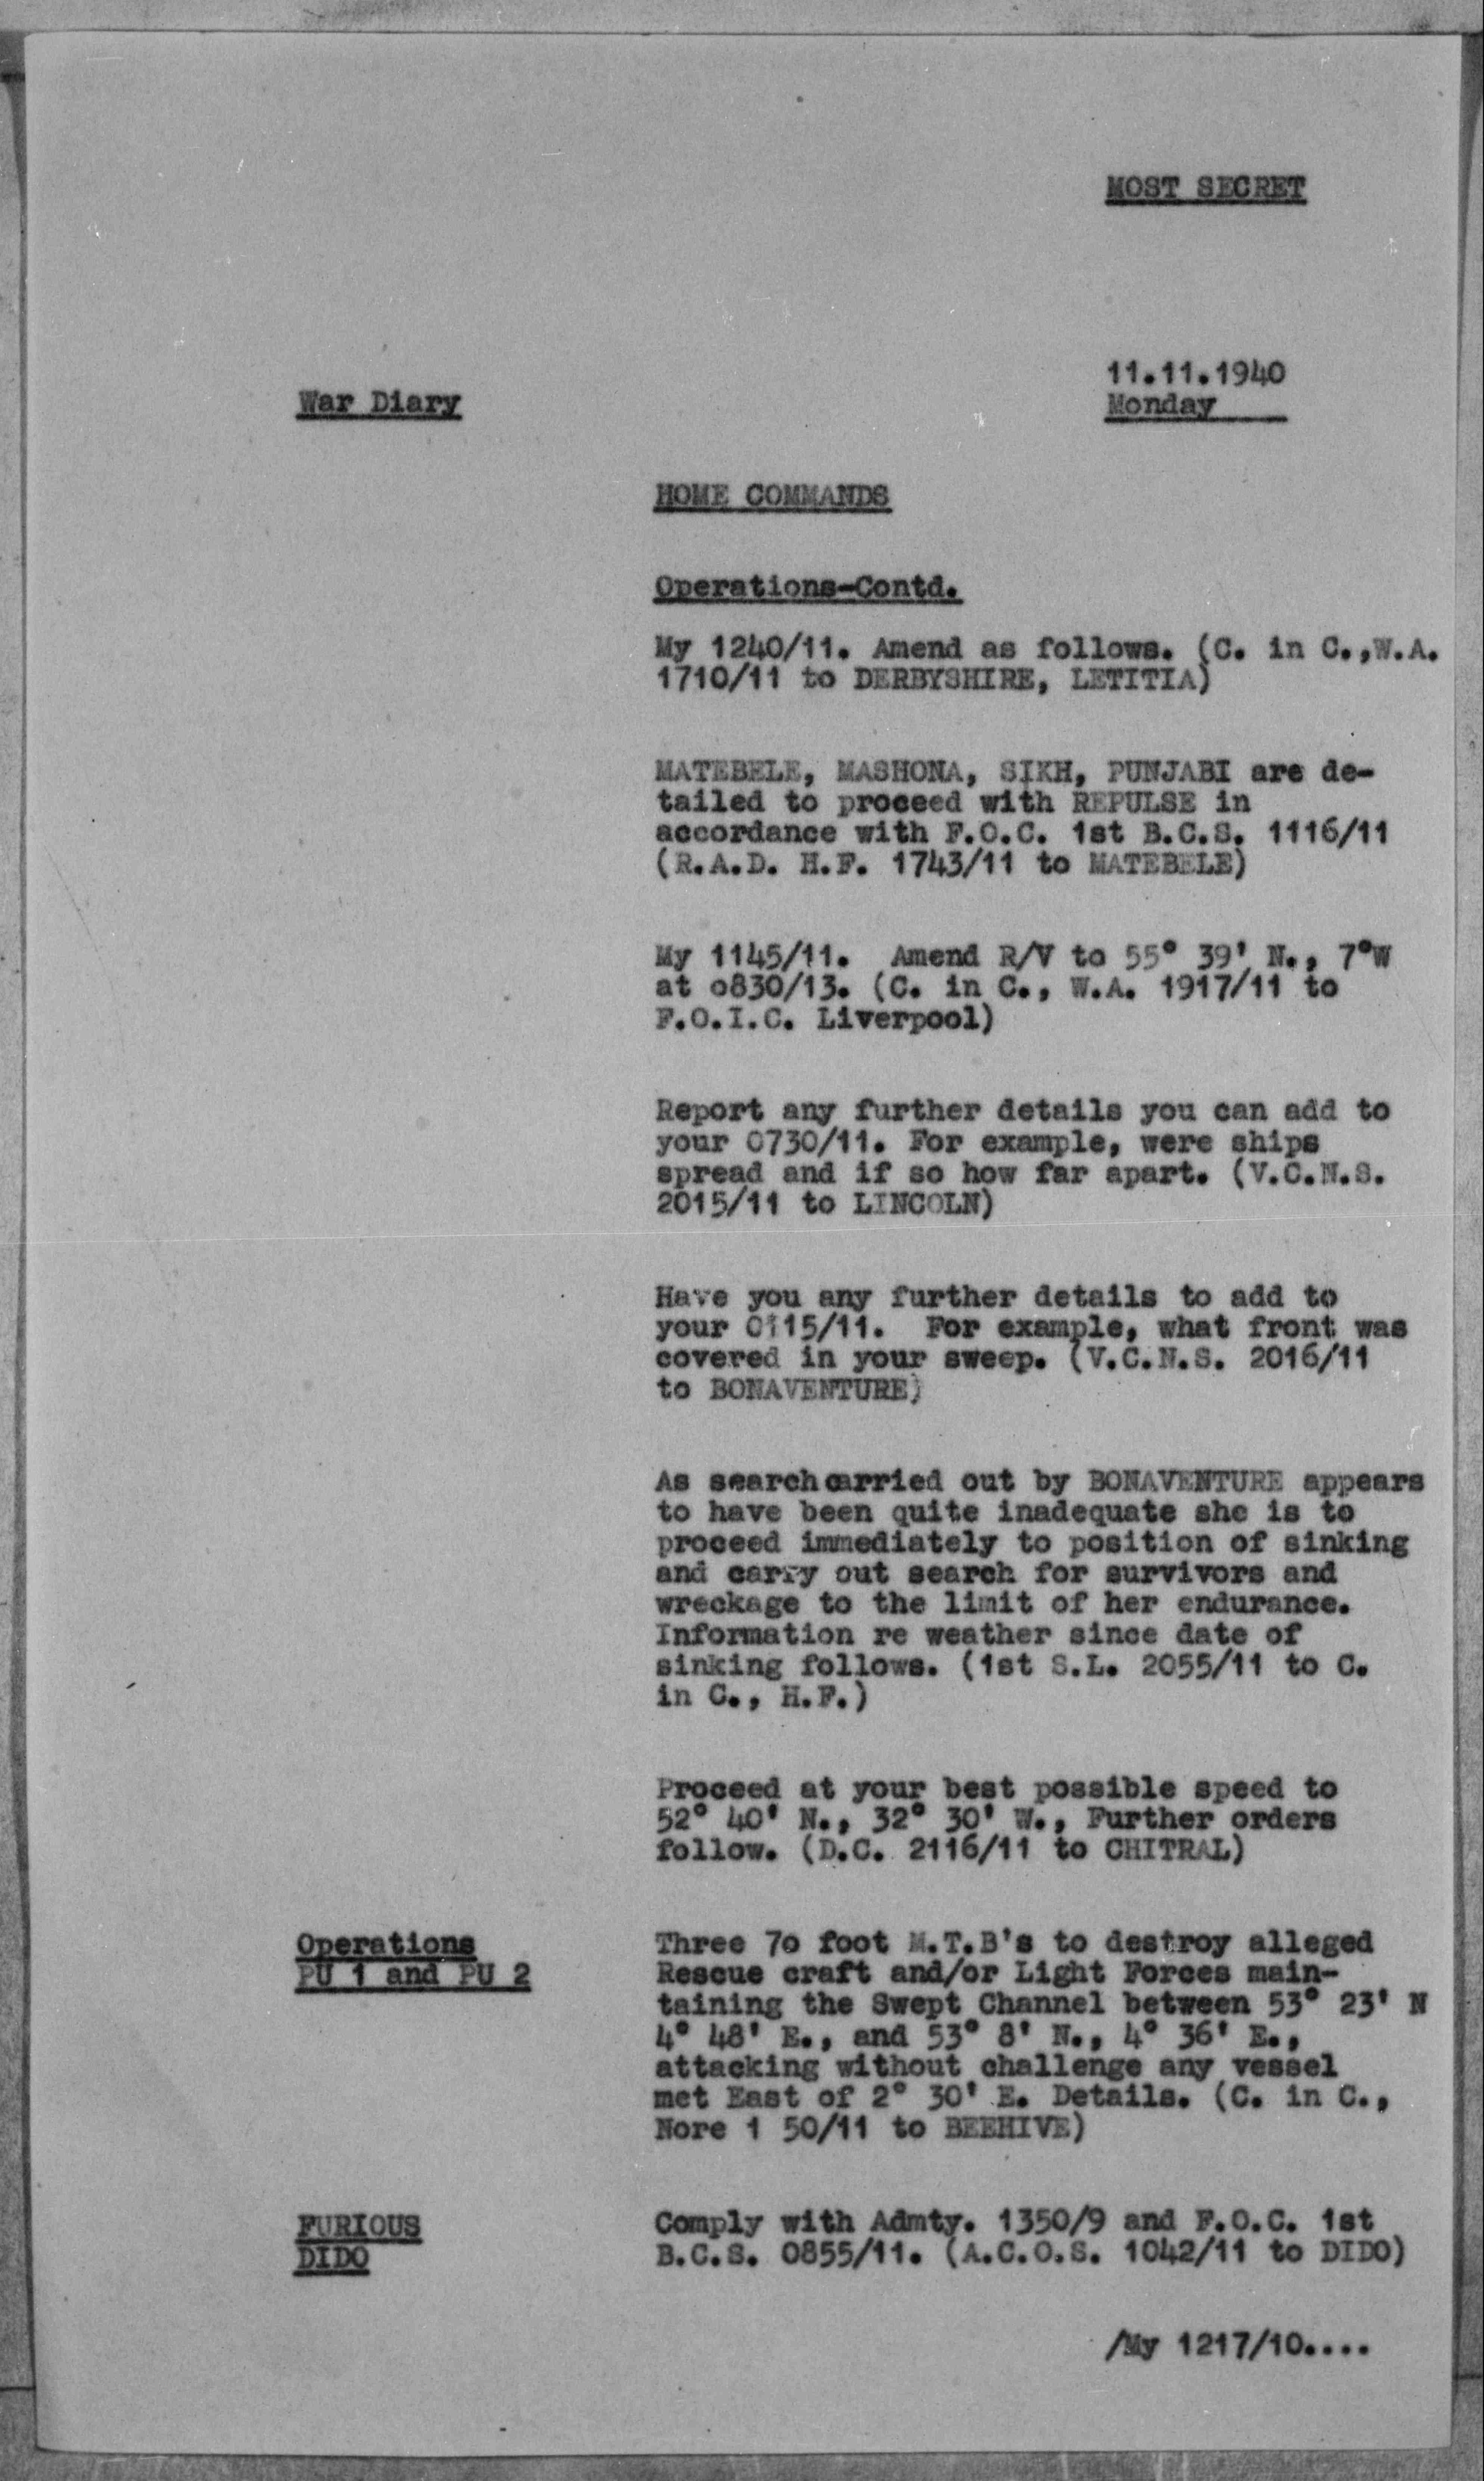 MOST SECRET
11.11.1940
War Diary
Monday
HOME COMMANDS
Operations-Contd.
My 1240/11. Amend as follows. (C. in C.,W.A.
1710/11 to DERBYSHIRE, LETITIA)
MATEBELE, MASHONA, SIKH, PUNJABI are de-
tailed to proceed with REPULSE in
accordance with F.O.C. 1st B.C.S. 1116/11
(R.A.D. H.F. 1743/11 to MATEBELE)
My 1145/11. Amend R/V to 55° 39' N., 7°W
at 0830/13. (C. in C., W.A. 1917/11 to
F.O.I.C. Liverpool)
Report any further details you can add to
your 0730/11. For example, were ships
spread and if so how far apart. (V.C.N.S.
2015/11 to LINCOLN)
Have you any further details to add to
your 0115/11. For example, what front was
covered in your sweep. (V.C.N.S. 2016/11
to BONAVENTURE)
As search carried out by BONAVENTURE appears
to have been quite inadequate she is to
proceed immediately to position of sinking
and carry out search for survivors and
wreckage to the limit of her endurance.
Information re weather since date of
sinking follows. (1st S.L. 2055/11 to C.
in C., H.F.)
Proceed at your best possible speed to
52° 40' N., 32° 30' W., Further orders
follow. (D.C. 2116/11 to CHITRAL)
Operations
PU 1 and PU 2
Three 70 foot M.T.B's to destroy alleged
Rescue craft and/or Light Forces main-
taining the Swept Channel between 53° 23' N
4° 48' E., and 53° 8' N., 4° 36' E.,
attacking without challenge any vessel
met East of 2° 30' E. Details. (C. in C.,
Nore 1 50/11 to BEEHIVE)
FURIOUS
DIDO
Comply with Admty. 1350/9 and F.O.C. 1st
B.C.S. 0855/11. (A.C.O.S. 1042/11 to DIDO)
/My 1217/10....